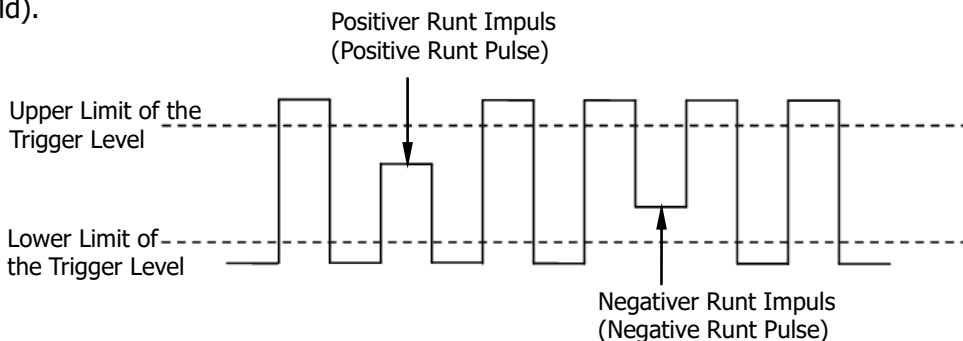 ld).
Positiver Runt Impuls
(Positive Runt Pulse)
Upper Limit of the
Trigger Level
Lower Limit of
the Trigger Level
Negativer Runt Impuls
(Negative Runt Pulse)